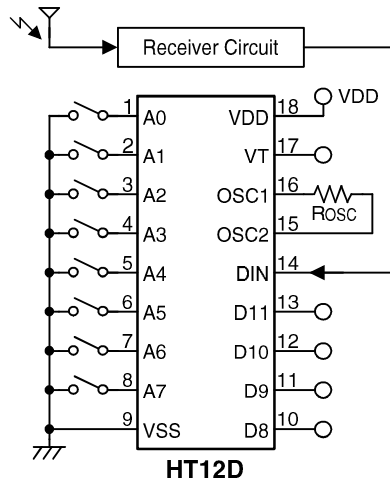 Receiver Circuit
VDD
1 A0 VDD 18
2 A1 VT 17
3 A2 OSC1 16
ROSC
4 A3 OSC2 15
5 A4 DIN 14
6 A5 D11 13
7 A6 D10 12
8 A7 D9 11
9 VSS D8 10
HT12D